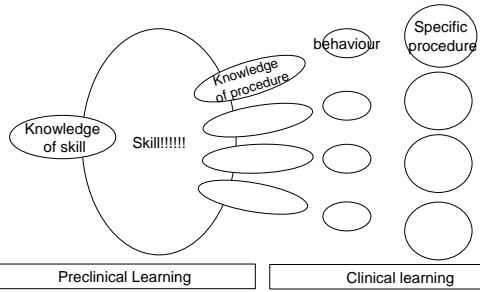 Knowledge
of skill
Skill!!!!!!
Knowledge
of procedure
behaviour
Specific
procedure
Preclinical Learning
Clinical learning